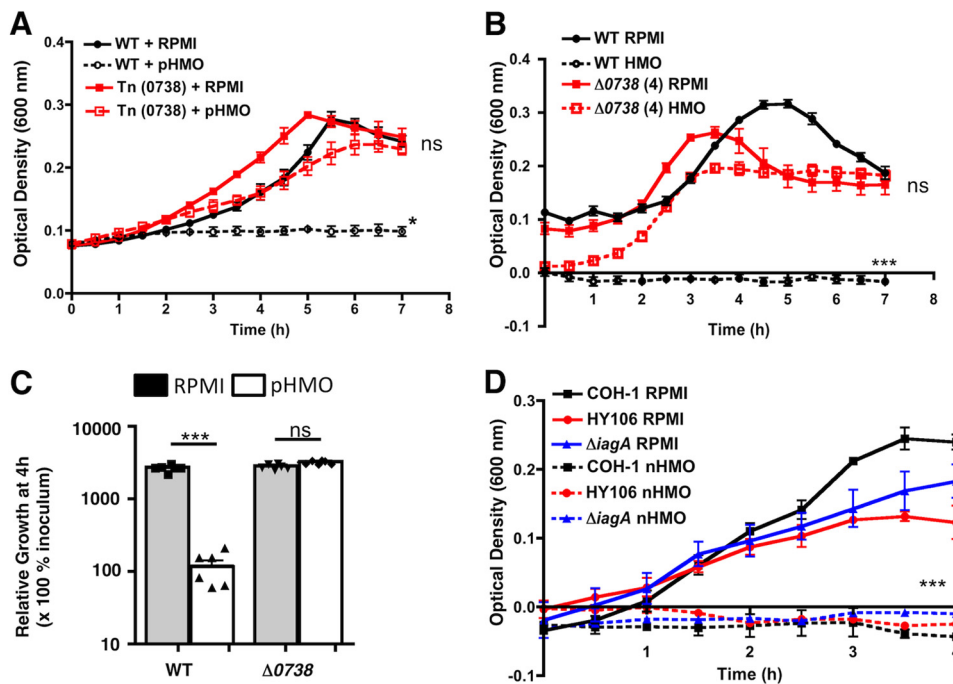 A
WT + RPMI
WT + pHMO
Tn (0738) + RPMI
Tn (0738) + pHMO
Optical Density (600 nm)
0.4
0.3
0.2
0.1
0.0
0 1 2 3 4 5 6 7 8
Time (h)
ns
*
B
WT RPMI
WT HMO
Δ0738 (4) RPMI
Δ0738 (4) HMO
Optical Density (600 nm)
0.4
0.3
0.2
0.1
0.0
-0.1
1 2 3 4 5 6 7 8
Time (h)
ns
***
C
RPMI pHMO
Relative Growth at 4h
(x 100 % inoculum)
10000
1000
100
10
***
ns
WT Δ0738
D
COH-1 RPMI
HY106 RPMI
ΔiagA RPMI
COH-1 nHMO
HY106 nHMO
ΔiagA nHMO
Optical Density (600 nm)
0.3
0.2
0.1
0.0
-0.1
1 2 3
Time (h)
***